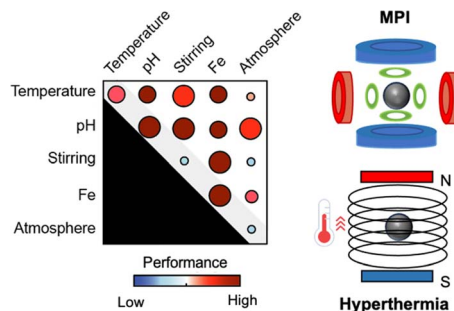 Temperature
pH
Stirring
Fe
Atmosphere
Temperature
pH
Stirring
Fe
Atmosphere
Performance
Low
High
MPI
N
S
Hyperthermia